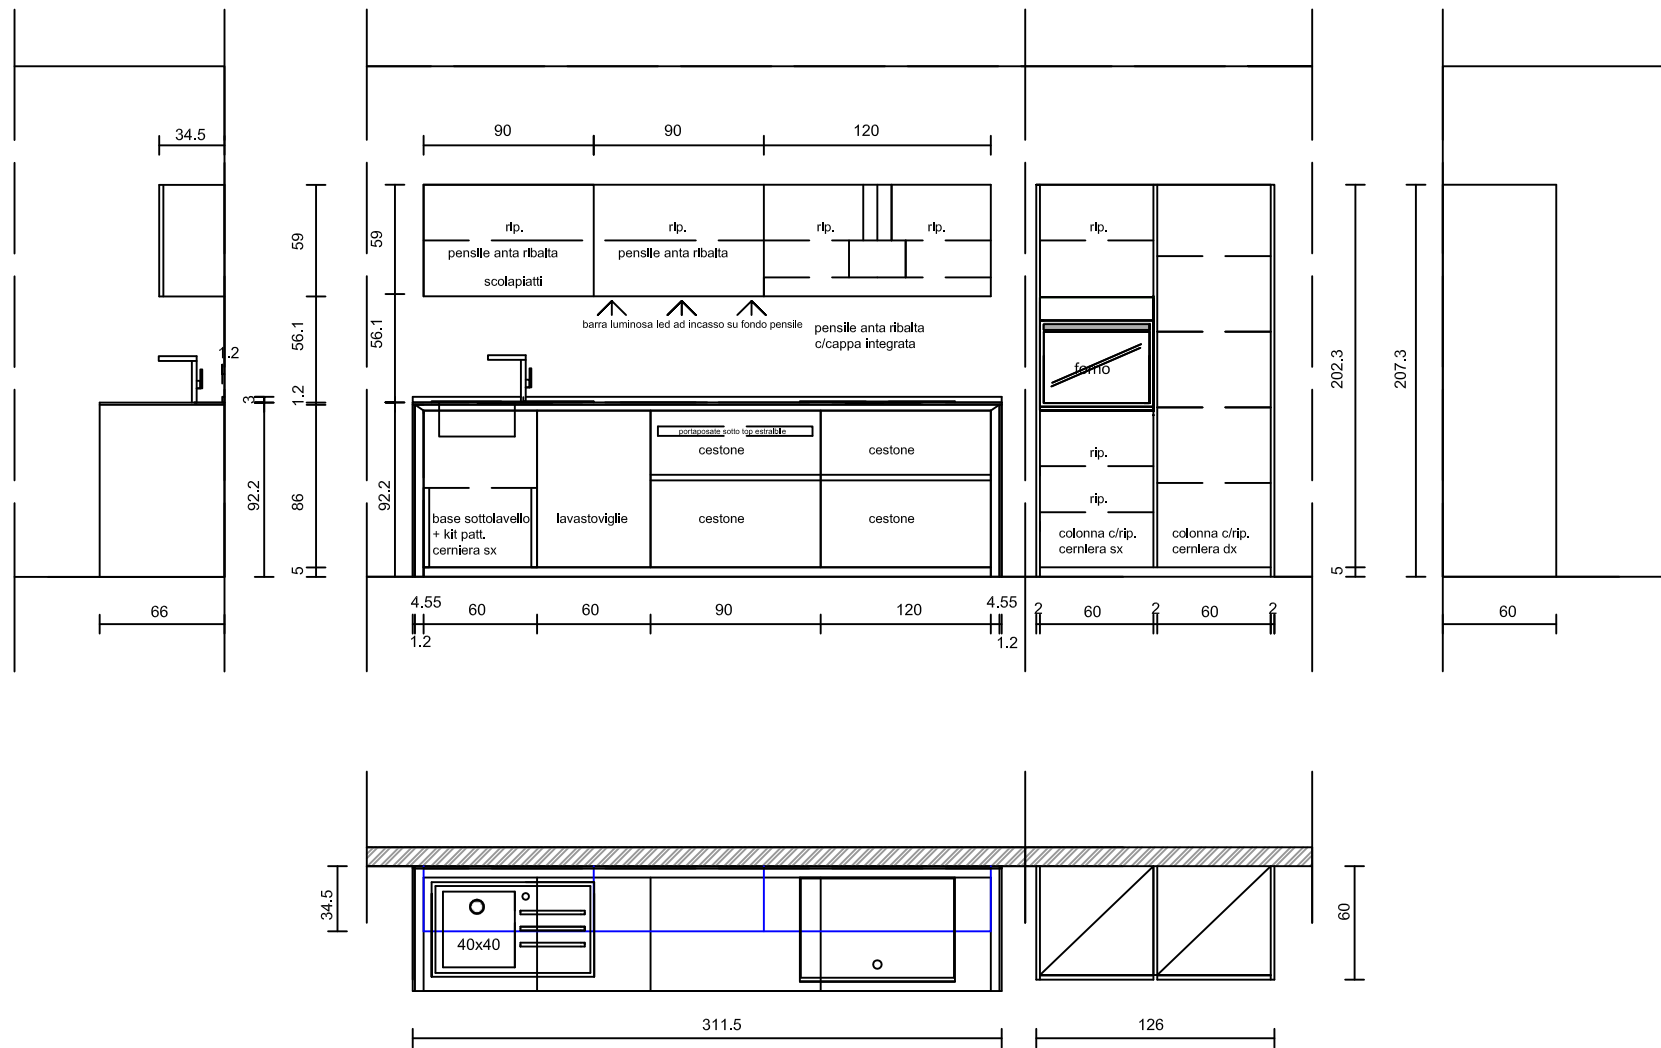 90
90
120
34.5
59
59
rip.
rip.
rip.
rip.
rip.
pensile anta ribalta
pensile anta ribalta
scolapiatti
barra luminosa led ad incasso su fondo pensile
pensile anta ribalta
c/cappa integrata
56.1
56.1
1.2
forno
202.3
207.3
3
1.2
portaposate sotto top estraibile
cestone
cestone
rip.
92.2
86
92.2
rip.
base sottolavello
+ kit patt.
cerniera sx
lavastoviglie
cestone
cestone
colonna c/rip.
cerniera sx
colonna c/rip.
cerniera dx
5
5
66
4.55
60
60
90
120
4.55
2
60
2
60
2
60
1.2
1.2
34.5
40x40
60
311.5
126